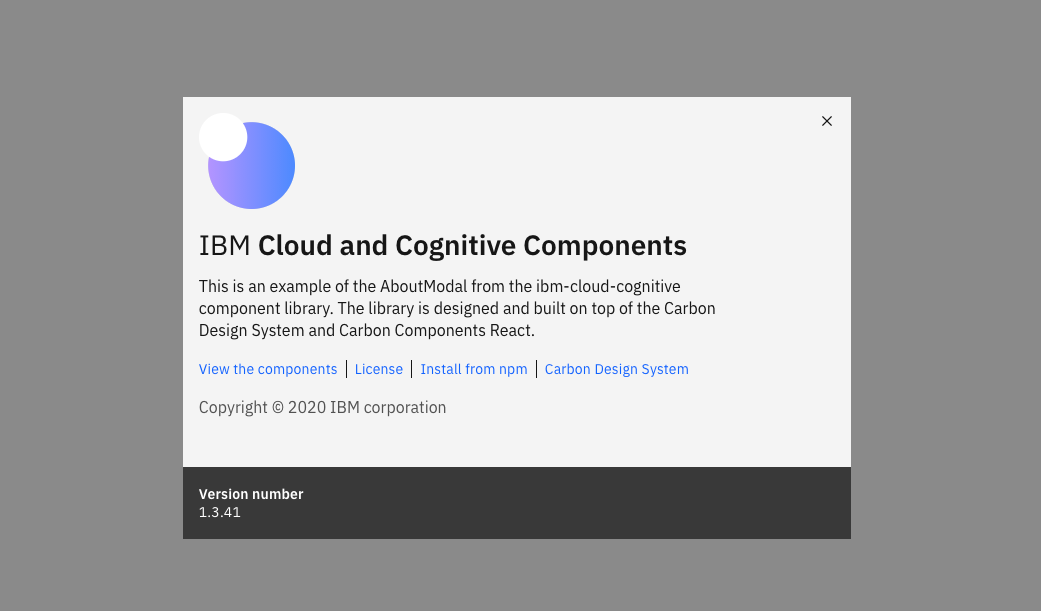 IBM Cloud and Cognitive Components
This is an example of the AboutModal from the ibm-cloud-cognitive
component library. The library is designed and built on top of the Carbon
Design System and Carbon Components React.
View the components | License | Install from npm | Carbon Design System
Copyright © 2020 IBM corporation
Version number
1.3.41